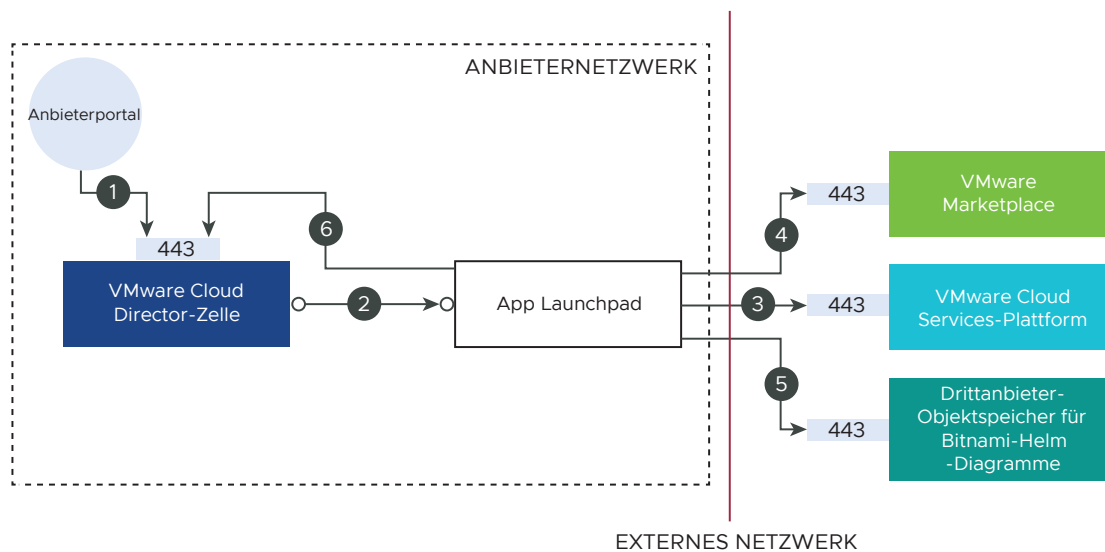 ANBIETERNETZWERK
Anbieterportal
1
6
443
VMware Cloud
Director-Zelle
2
App Launchpad
4
443
VMware
Marketplace
3
443
VMware Cloud
Services-Plattform
5
443
Drittanbieter-
Objektspeicher für
Bitnami-Helm
-Diagramme
EXTERNES NETZWERK